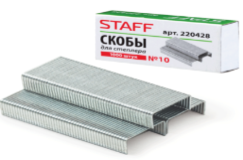 STAFF
СКОБЫ
для степлера
1000 штук
№10
арт. 220428